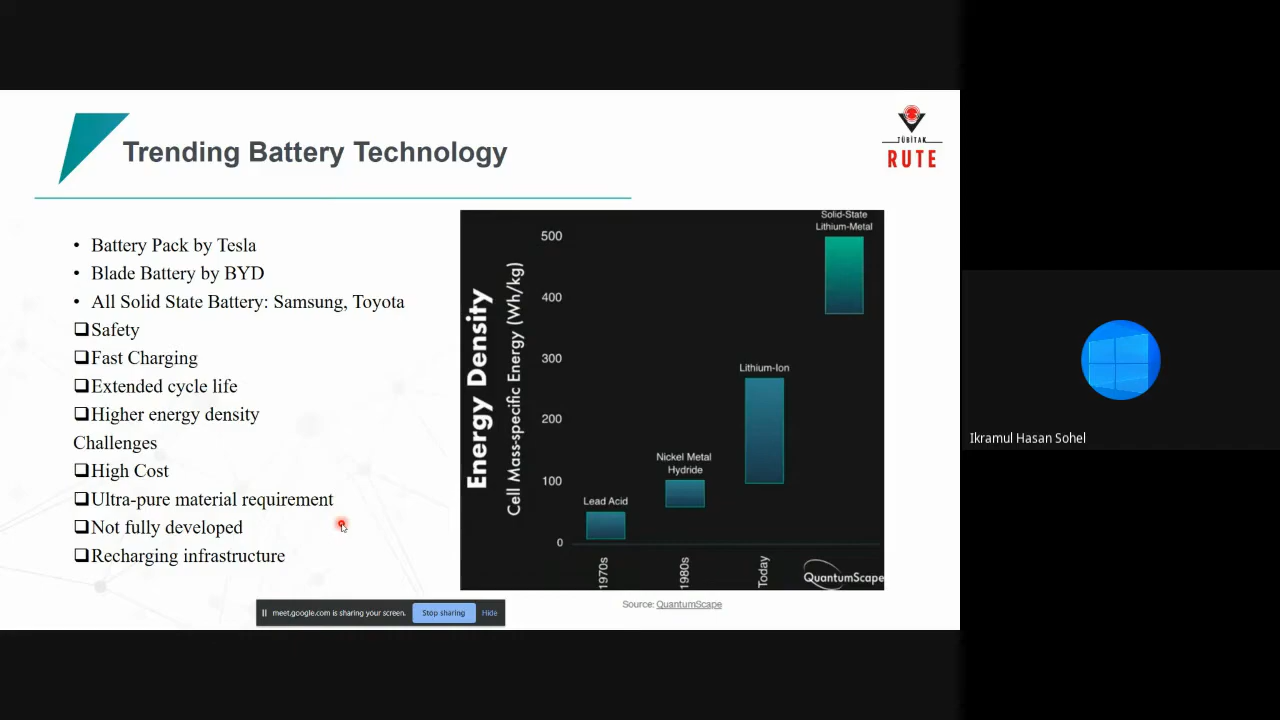 Trending Battery Technology
TÜBİTAK
RUTE
• Battery Pack by Tesla
• Blade Battery by BYD
• All Solid State Battery: Samsung, Toyota
❑Safety
❑Fast Charging
❑Extended cycle life
❑Higher energy density
Challenges
❑High Cost
❑Ultra-pure material requirement
❑Not fully developed
❑Recharging infrastructure
Energy Density
Cell Mass-specific Energy (Wh/kg)
500
400
300
200
100
0
Lead Acid
Nickel Metal
Hydride
Lithium-Ion
Solid-State
Lithium-Metal
1970s
1980s
Today
QuantumScape
Source: QuantumScape
meet.google.com is sharing your screen.
Stop sharing
Hide
Ikramul Hasan Sohel